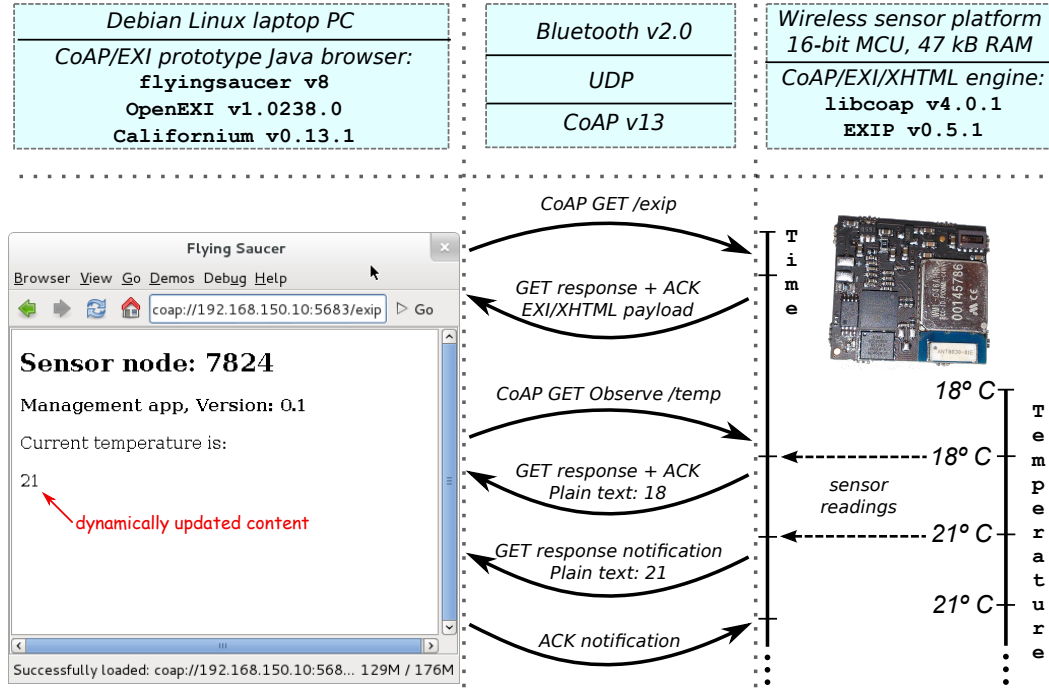 Debian Linux laptop PC
CoAP/EXI prototype Java browser:
flyingsaucer v8
OpenEXI v1.0238.0
Californium v0.13.1
Bluetooth v2.0
UDP
CoAP v13
Wireless sensor platform
16-bit MCU, 47 kB RAM
CoAP/EXI/XHTML engine:
libcoap v4.0.1
EXIP v0.5.1
Flying Saucer
Browser View Go Demos Debug Help
coap://192.168.150.10:5683/exip
Go
Sensor node: 7824
Management app, Version: 0.1
Current temperature is:
21
dynamically updated content
Successfully loaded: coap://192.168.150.10:568... 129M / 176M
CoAP GET /exip
GET response + ACK
EXI/XHTML payload
CoAP GET Observe /temp
GET response + ACK
Plain text: 18
GET response notification
Plain text: 21
ACK notification
Time
00145786
sensor
readings
18º C
18º C
21º C
21º C
Temperature